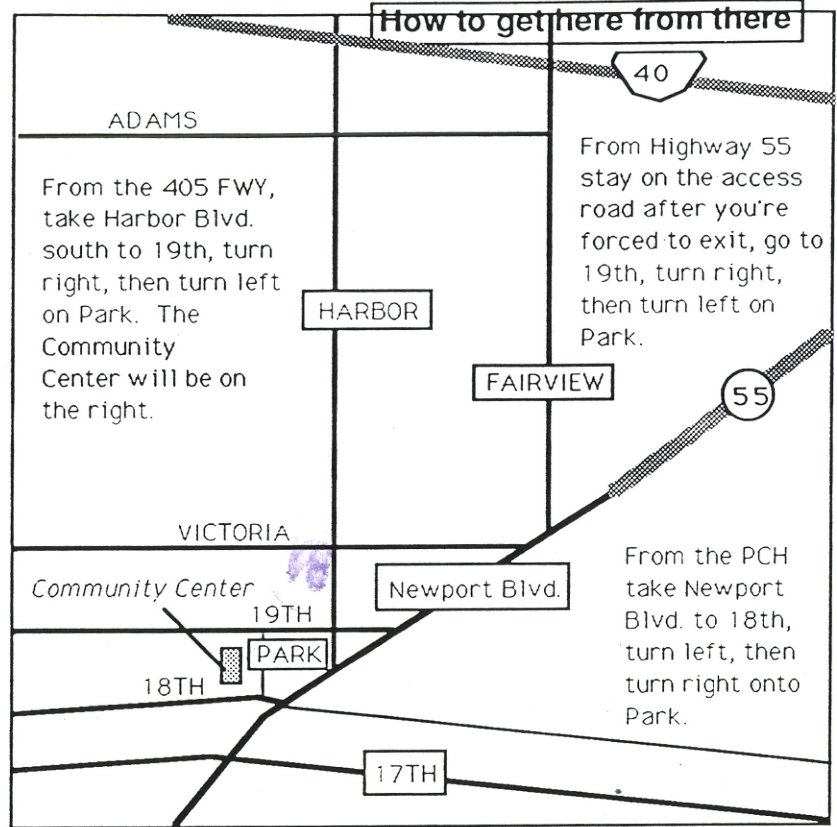 How to get here from there
40
ADAMS
From the 405 FWY,
take Harbor Blvd.
south to 19th, turn
right, then turn left
on Park. The
Community
Center will be on
the right.
From Highway 55
stay on the access
road after you're
forced to exit, go to
19th, turn right,
then turn left on
Park.
HARBOR
FAIRVIEW
55
VICTORIA
Community Center
Newport Blvd.
19TH
PARK
18TH
From the PCH
take Newport
Blvd. to 18th,
turn left, then
turn right onto
Park.
17TH